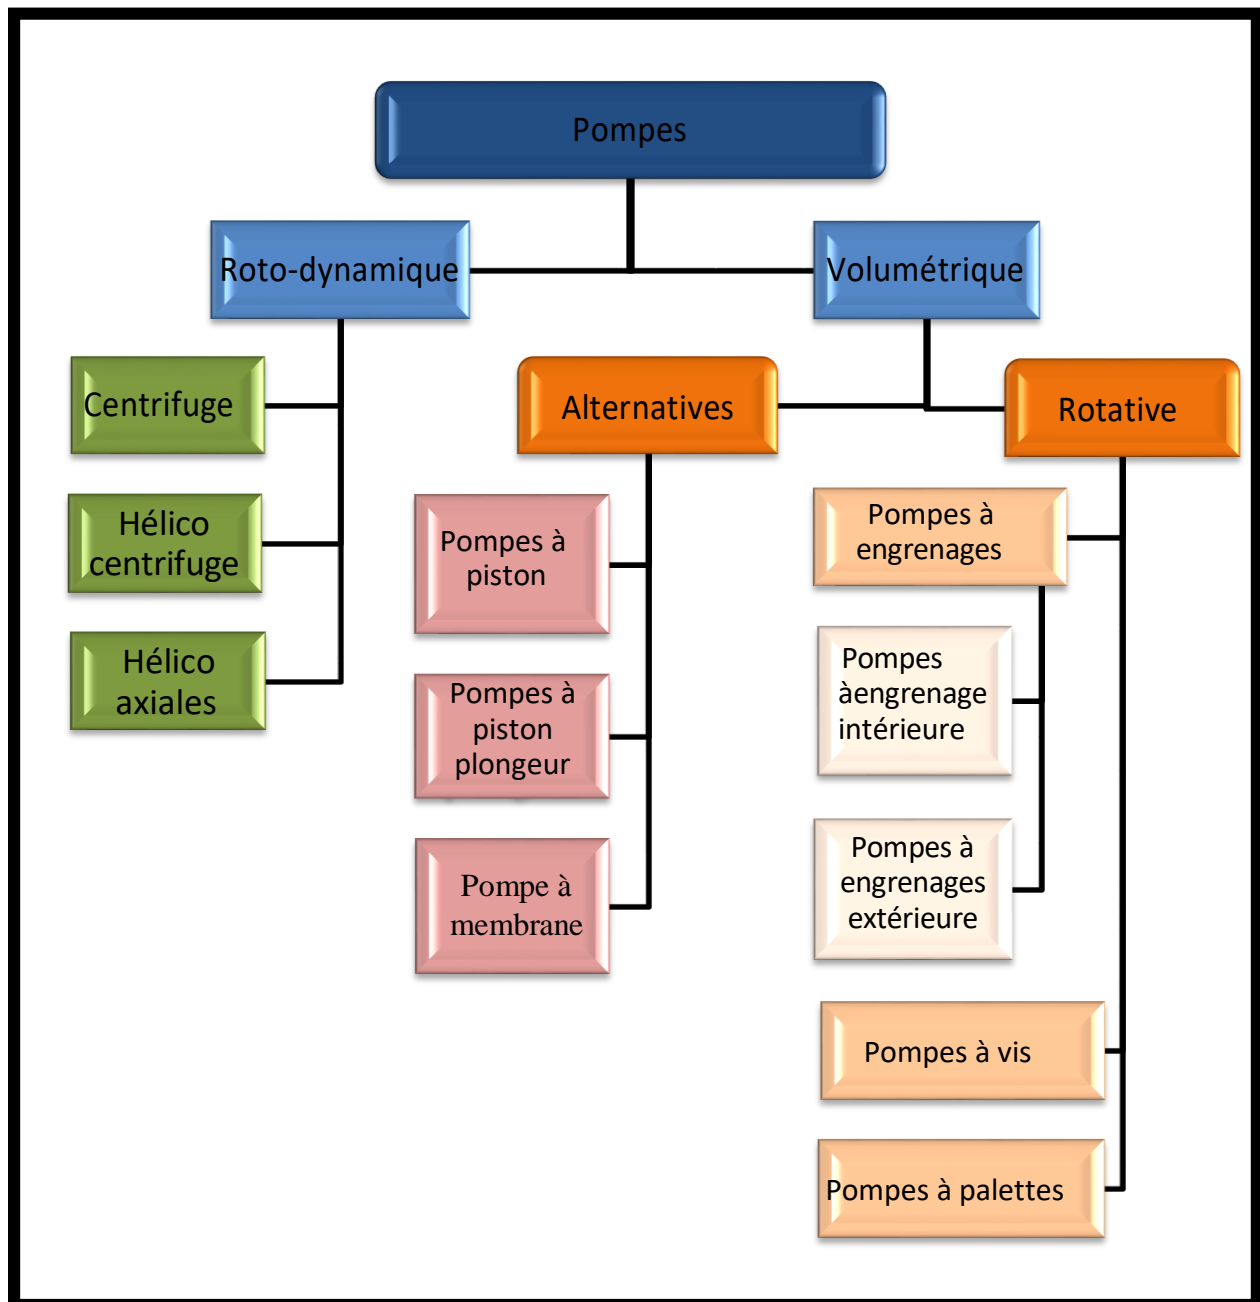 Pompes
Roto-dynamique
Volumétrique
Centrifuge
Hélico
centrifuge
Hélico
axiales
Alternatives
Pompes à
piston
Pompes à
piston
plongeur
Pompe à
membrane
Rotative
Pompes à
engrenages
Pompes
àengrenage
intérieure
Pompes à
engrenages
extérieure
Pompes à vis
Pompes à palettes